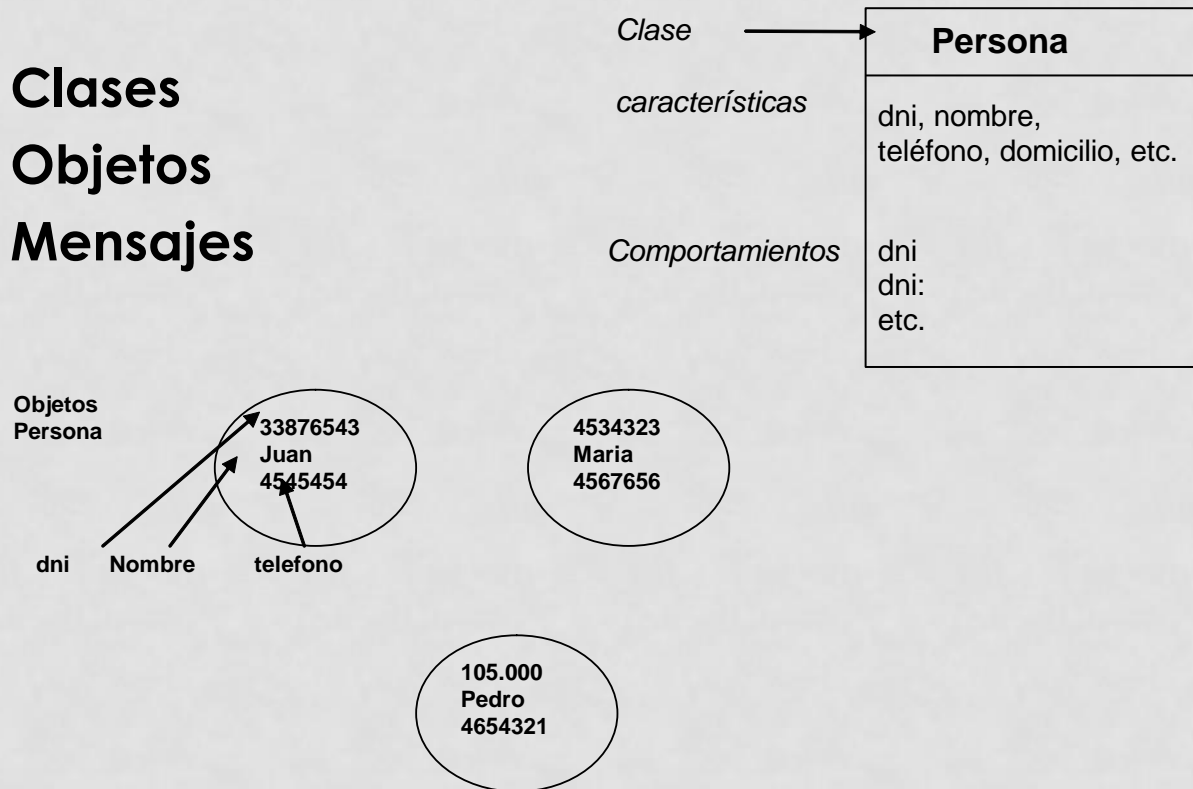 Clases
Objetos
Mensajes
Clase
Persona
característícas
dni, nombre,
teléfono, domicilio, etc.
Comportamientos
dni
dni:
etc.
Objetos
Persona
33876543
Juan
4545454
4534323
Maria
4567656
dni
Nombre
telefono
105.000
Pedro
4654321